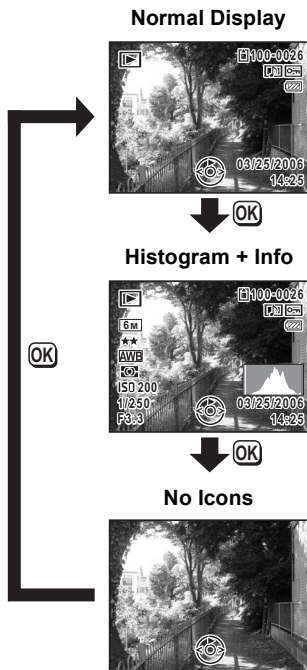 Normal Display
100-0026
03/25/2006
14:25
OK
Histogram + Info
100-0026
6M
AWB
ISO 200
1/250
F3.3
03/25/2006
14:25
OK
OK
No Icons